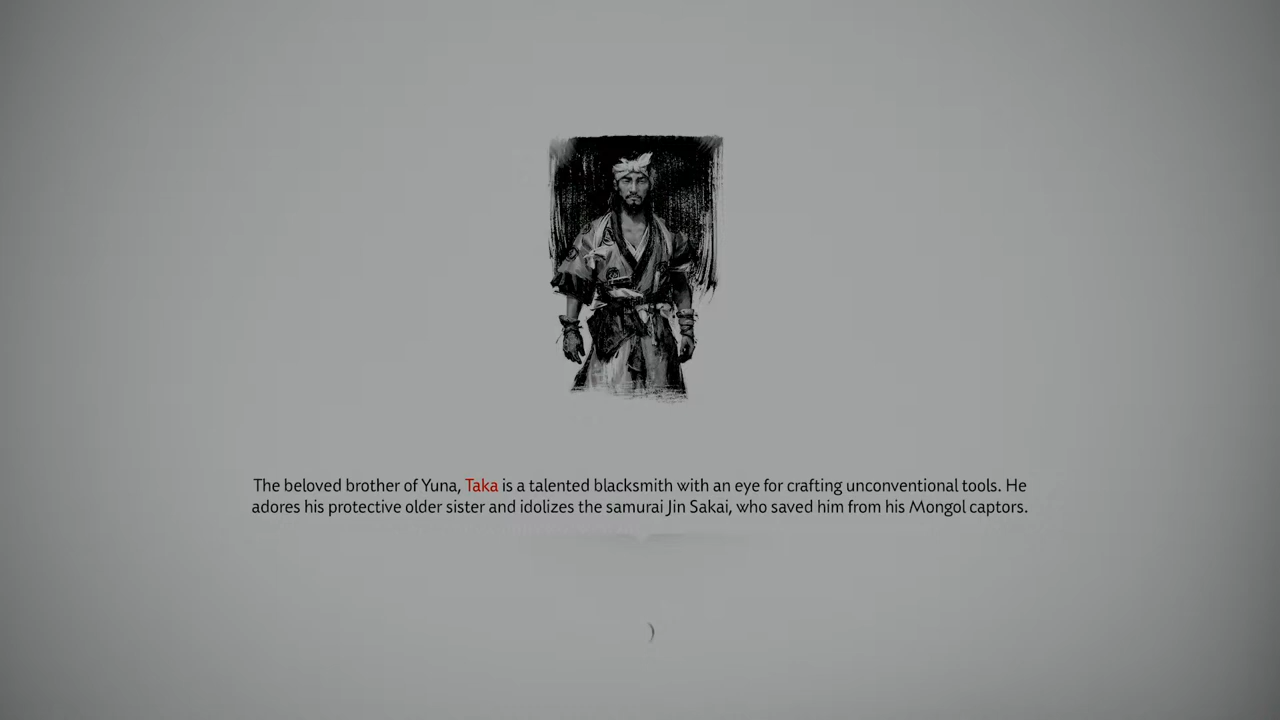 The beloved brother of Yuna, Taka is a talented blacksmith with an eye for crafting unconventional tools. He
adores his protective older sister and idolizes the samurai Jin Sakai, who saved him from his Mongol captors.